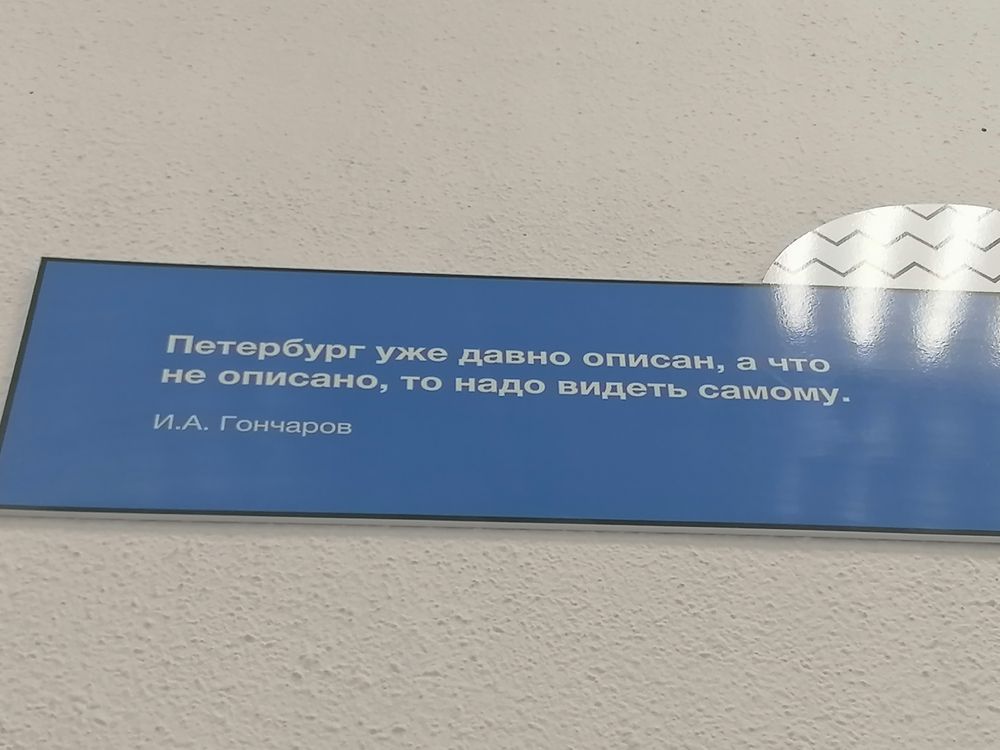 Петербург уже давно описан, а что
не описано, то надо видеть самому.
И.А. Гончаров